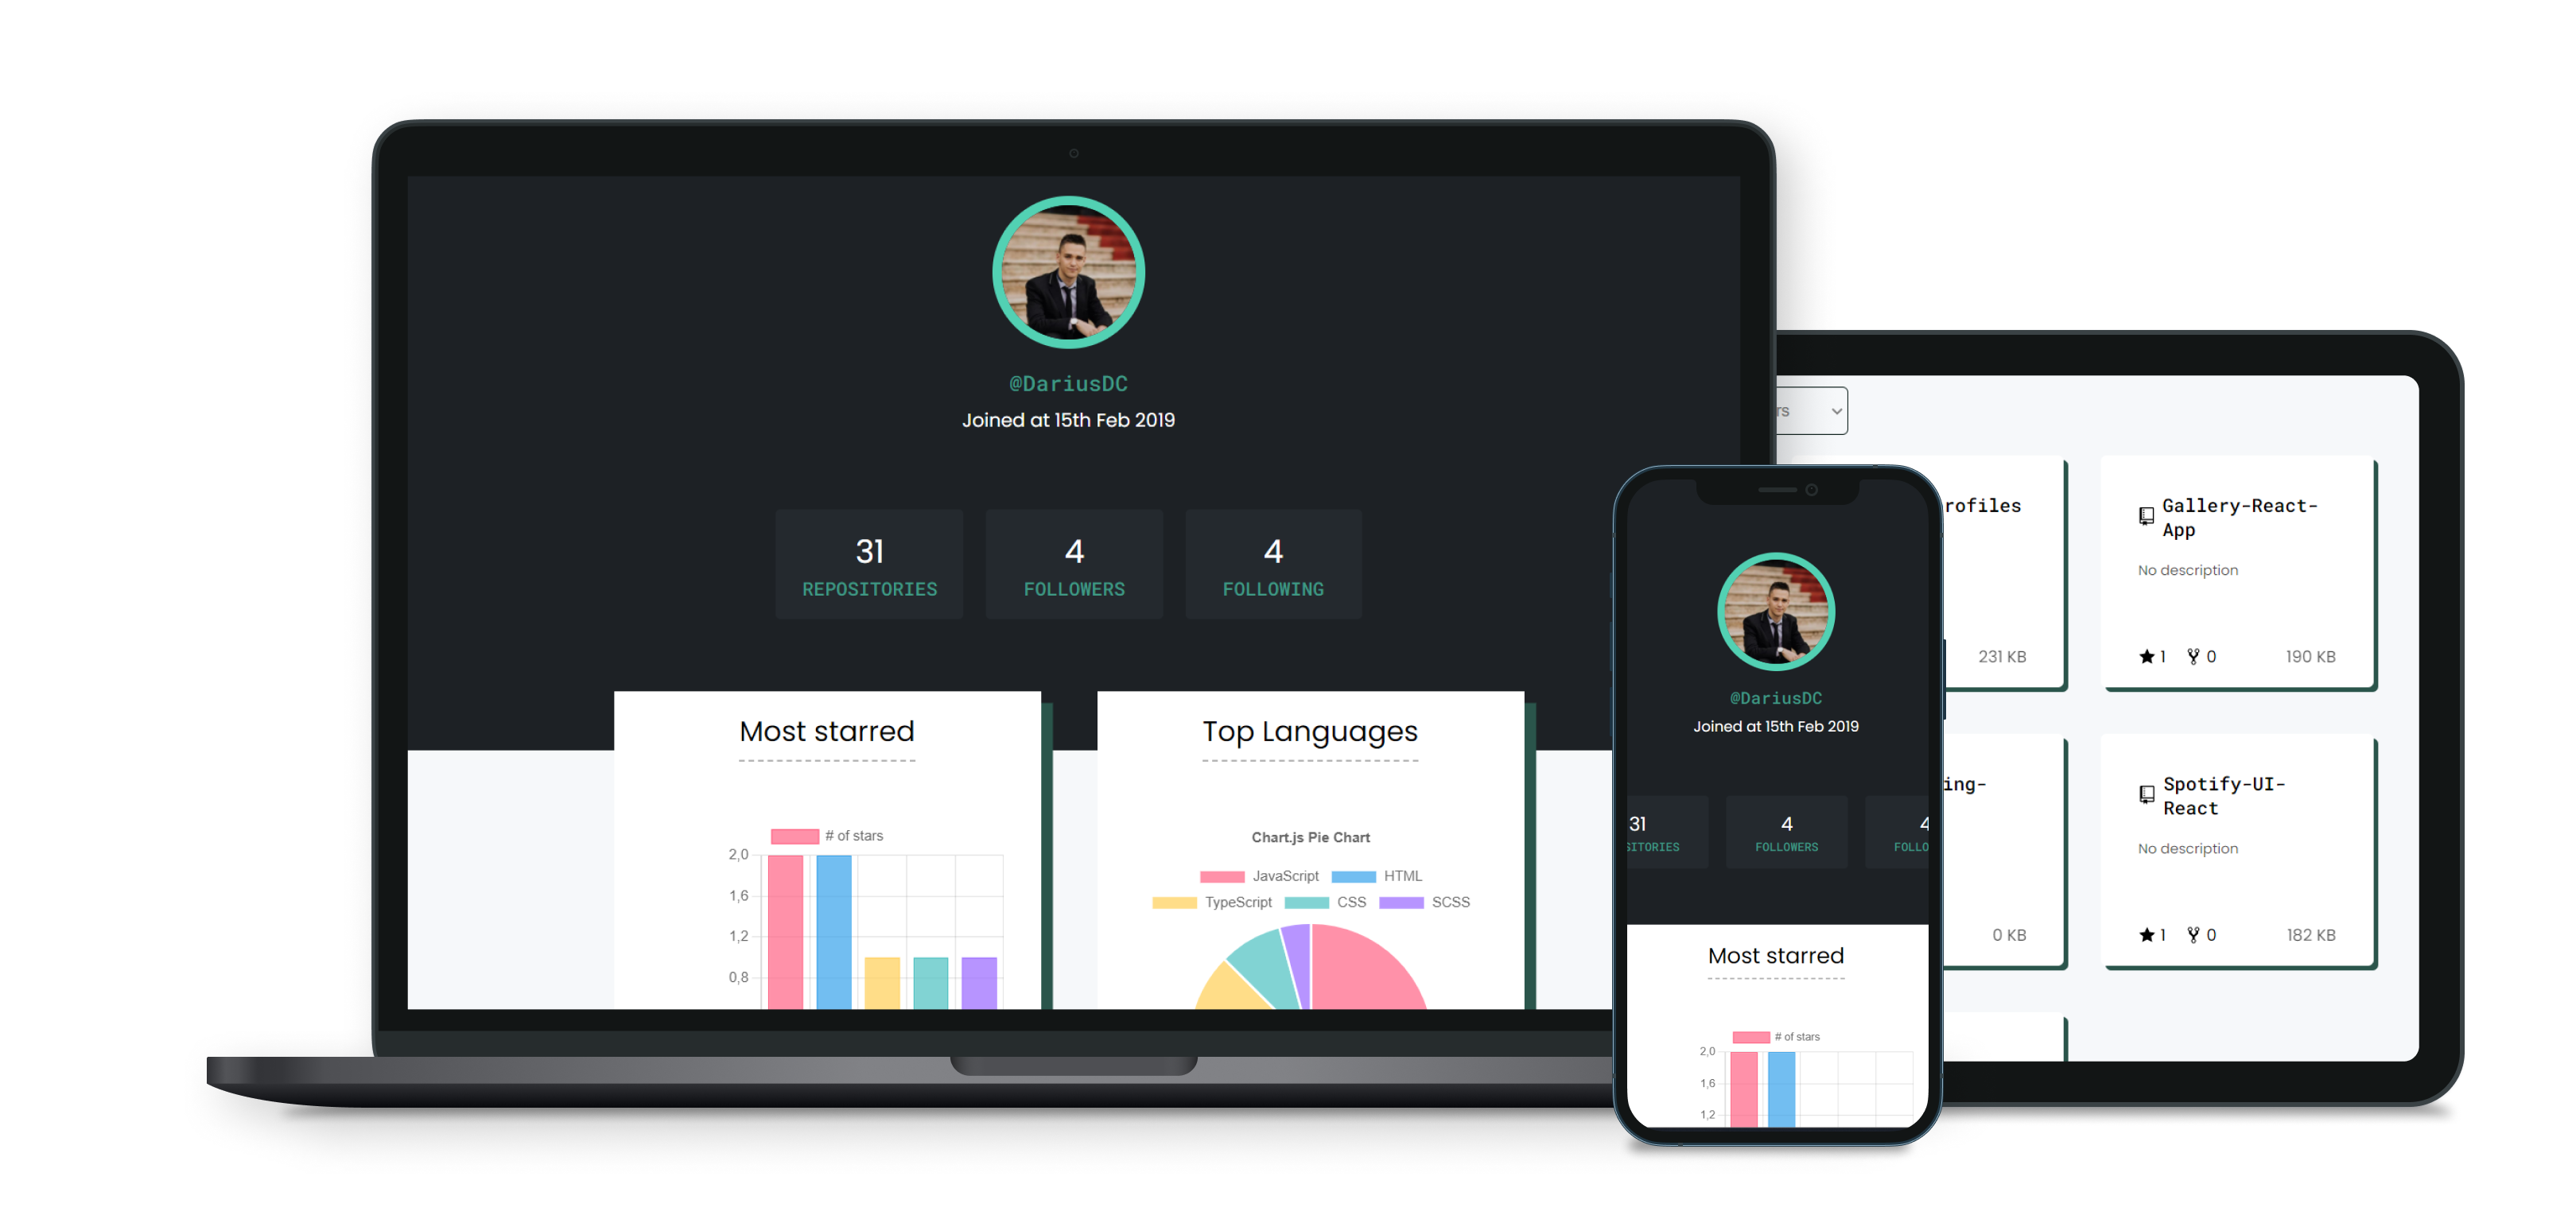 @DariusDC
Joined at 15th Feb 2019
31
REPOSITORIES
4
FOLLOWERS
4
FOLLOWING
Most starred
# of stars
2,0
1,6
1,2
0,8
Top Languages
Chart.js Pie Chart
JavaScript HTML
TypeScript CSS SCSS
@DariusDC
Joined at 15th Feb 2019
31
SITORIES
4
FOLLOWERS
4
FOLLO
Most starred
# of stars
2,0
1,6
1,2
rs
rofiles
231 KB
Gallery-React-
App
No description
1 0 190 KB
ing-
0 KB
Spotify-UI-
React
No description
1 0 182 KB